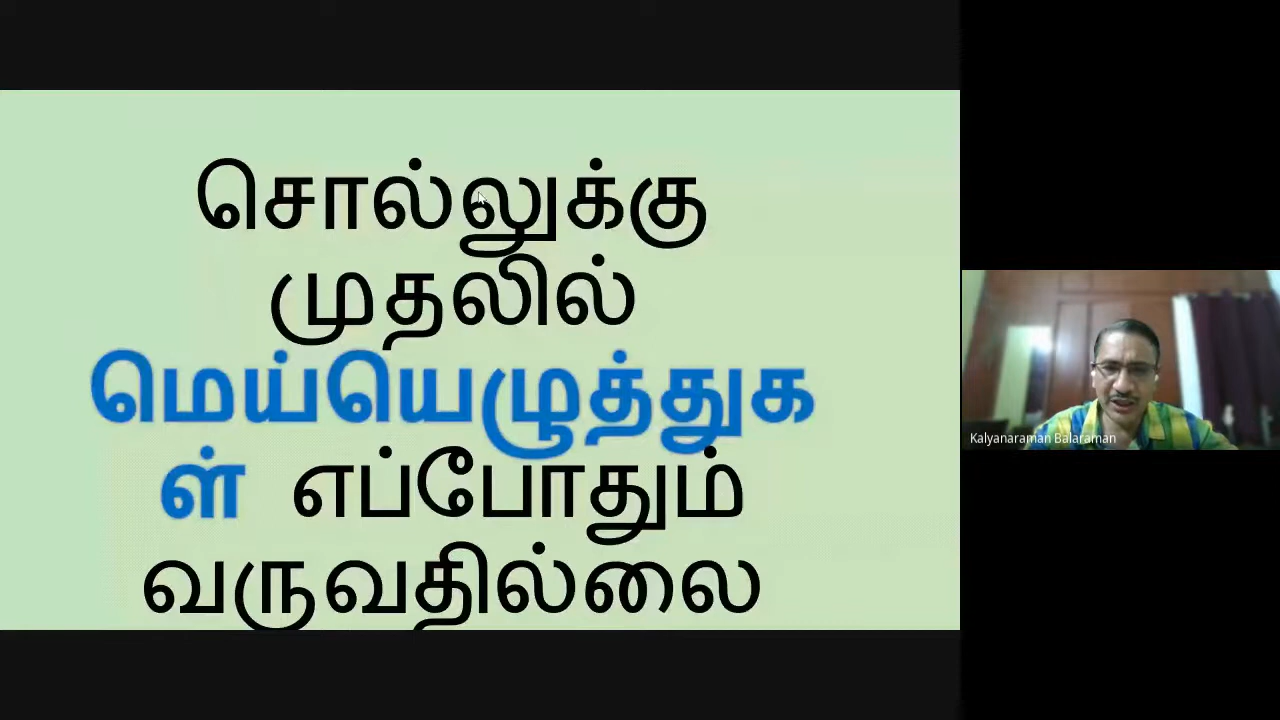 சொல்லுக்கு
முதலில்
மெய்யெழுத்துக
ள் எப்போதும்
வருவதில்லை
Kalyanaraman Balaraman